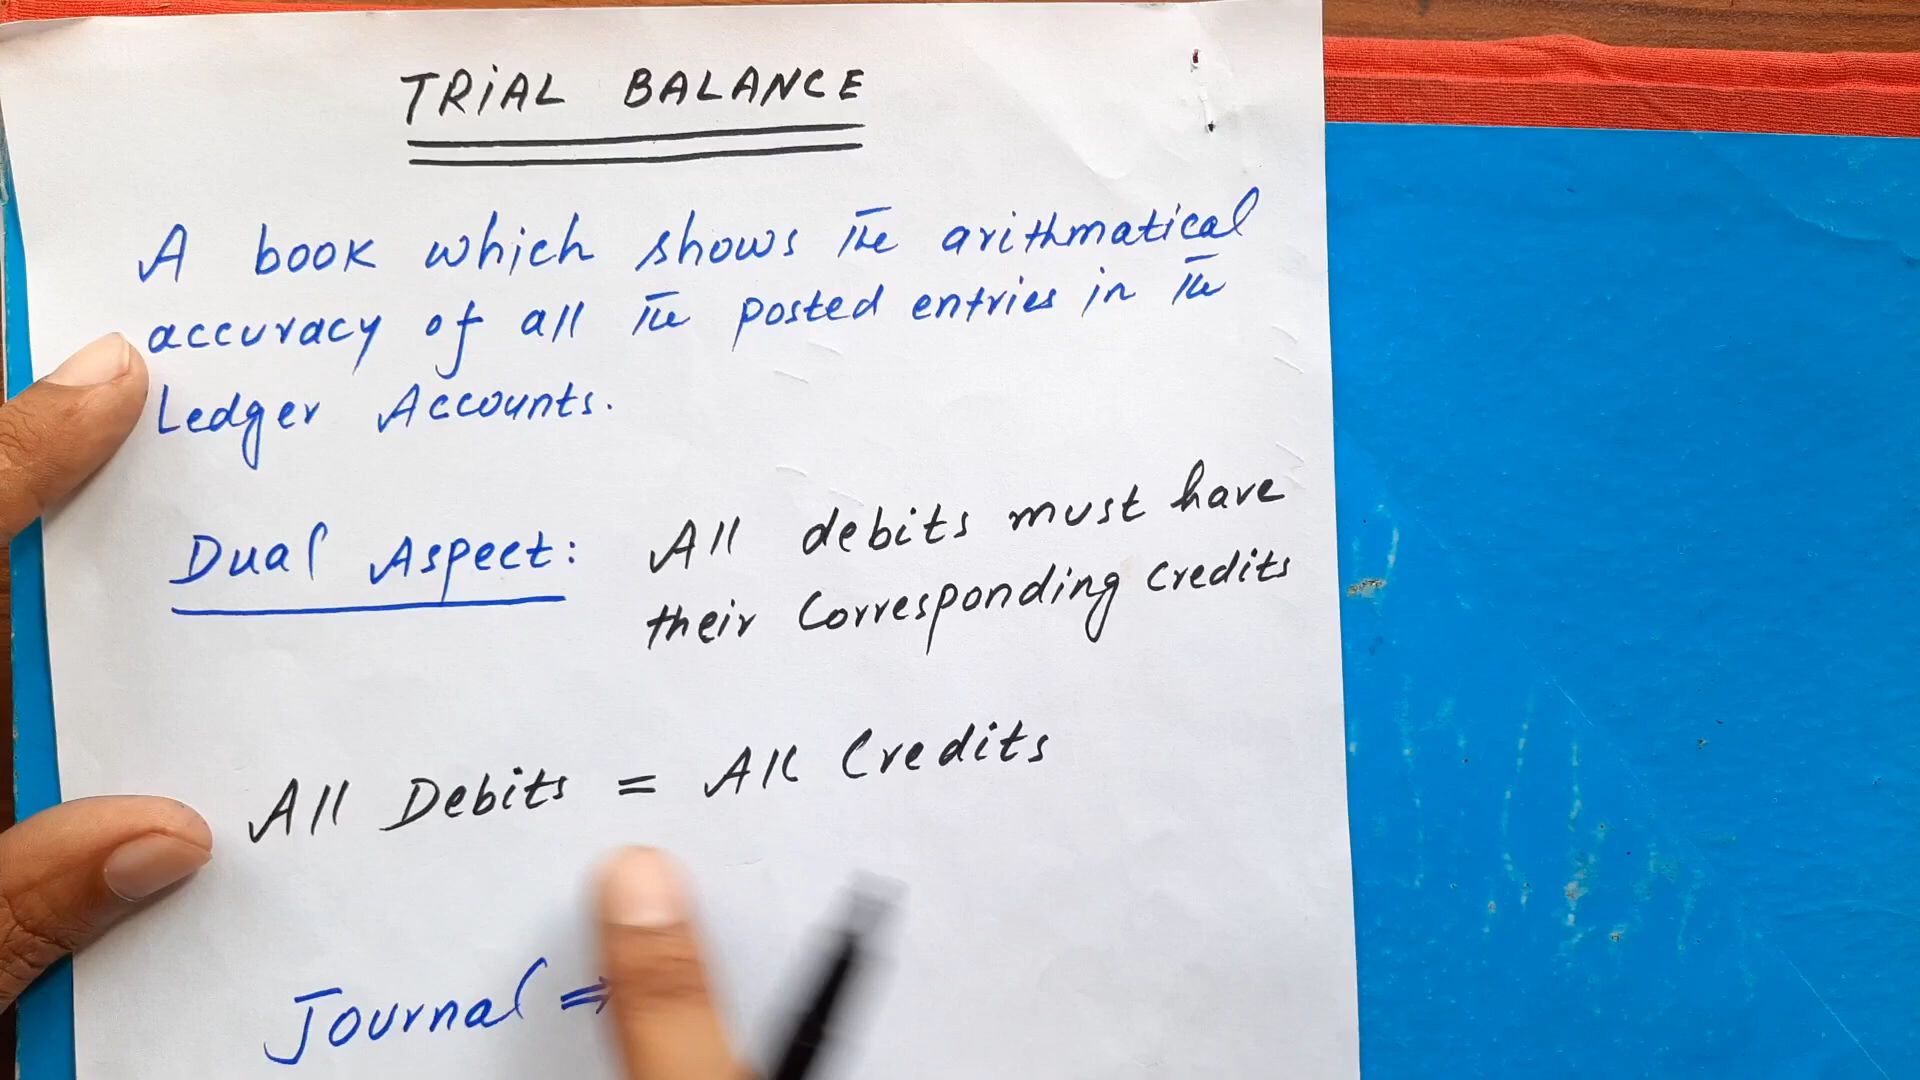 TRiAL BALANCE
A book which shows the arithmatical
accuracy of all the posted entries in the
Ledger Accounts.
Dual Aspect: All debits must have
their Corresponding Credits
All Debits = All Credits
Journal ⇒